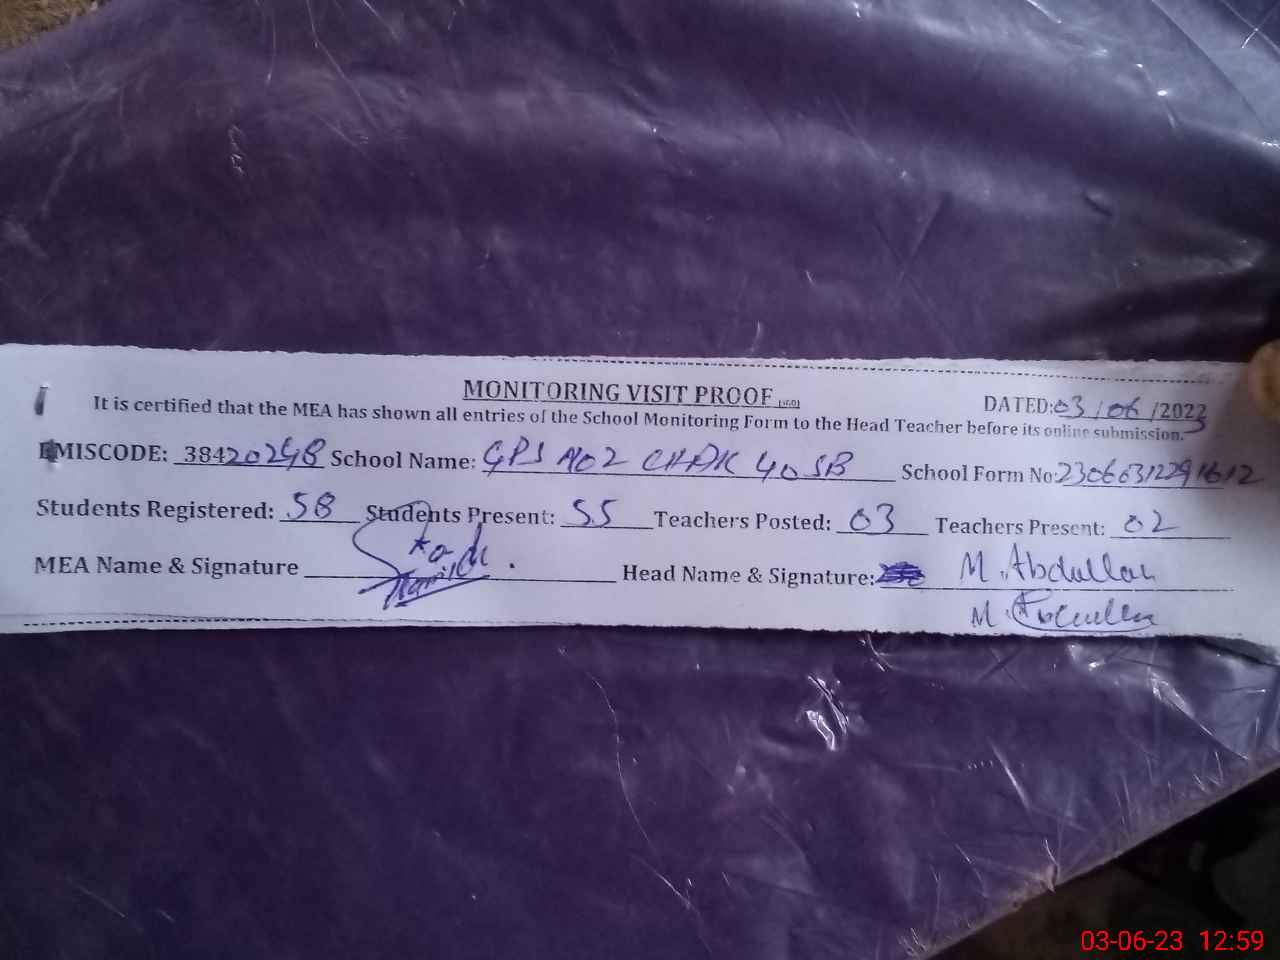 MONITORING VISIT PROOF
DATED: 03/06/2023
It is certified that the MEA has shown all entries of the School Monitoring Form to the Head Teacher before its online submission.
EMISCODE: 38420248 School Name: GPS NO2 CHAK 40 SB School Form No:
Students Registered: 58 Students Present: 55 Teachers Posted: 03 Teachers Present: 02
MEA Name & Signature Head Name & Signature: M. Abdullah
M. Abdullah
03-06-23 12:59